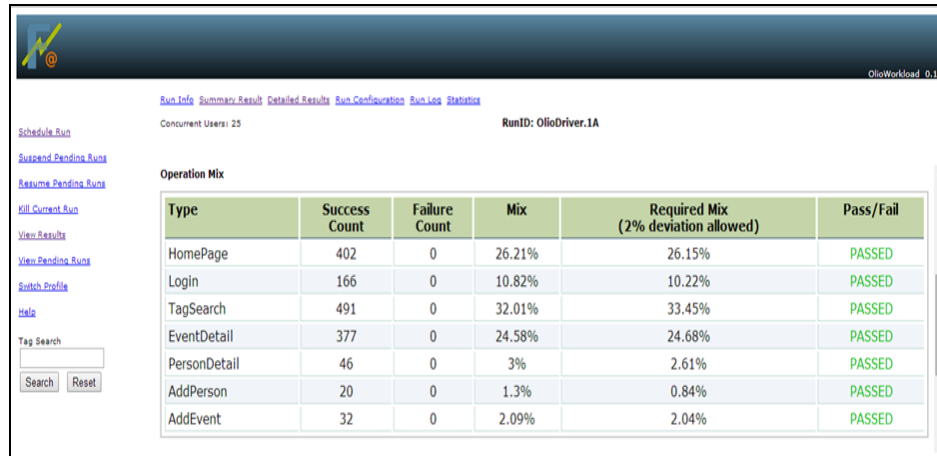 @
OlioWorkload 0.1
Run Info Summary Result Detailed Results Run Configuration Run Log Statistics
Concurrent Users: 25 RunID: OlioDriver.1A
Schedule Run
Suspend Pending Runs
Resume Pending Runs
Kill Current Run
View Results
View Pending Runs
Switch Profile
Help
Tag Search
Search Reset
Operation Mix
Type Success Count Failure Count Mix Required Mix (2% deviation allowed) Pass/Fail
HomePage 402 0 26.21% 26.15% PASSED
Login 166 0 10.82% 10.22% PASSED
TagSearch 491 0 32.01% 33.45% PASSED
EventDetail 377 0 24.58% 24.68% PASSED
PersonDetail 46 0 3% 2.61% PASSED
AddPerson 20 0 1.3% 0.84% PASSED
AddEvent 32 0 2.09% 2.04% PASSED